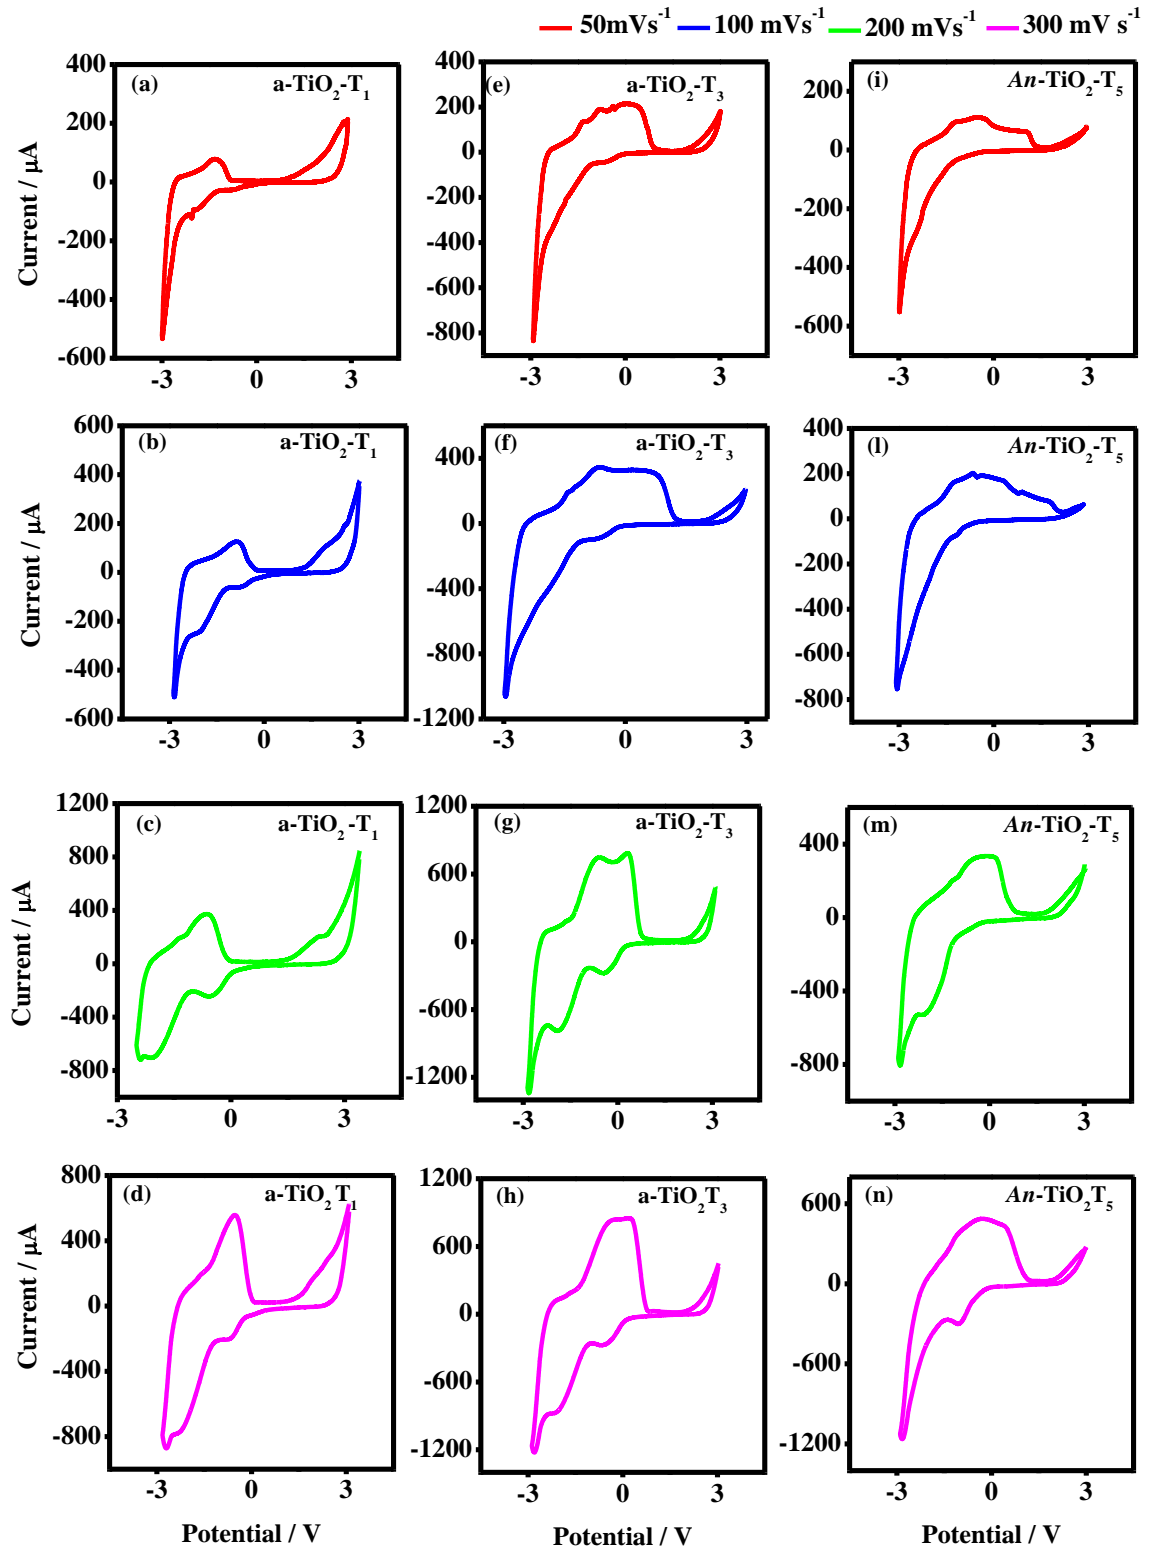 50mVs-1 100 mVs-1 200 mVs-1 300 mV s-1
400 200 0 -200 -400 -600
(a) a-TiO2-T1
-3 0 3
Current / µA
400 200 0 -200 -400 -600 -800
(e) a-TiO2-T3
-3 0 3
200 0 -200 -400 -600
(i) An-TiO2-T5
-3 0 3
600 400 200 0 -200 -400 -600
(b) a-TiO2-T1
-3 0 3
Current / µA
400 0 -400 -800 -1200
(f) a-TiO2-T3
-3 0 3
400 200 0 -200 -400 -600 -800
(l) An-TiO2-T5
-3 0 3
1200 800 400 0 -400 -800
(c) a-TiO2-T1
-3 0 3
Current / µA
1200 600 0 -600 -1200
(g) a-TiO2-T3
-3 0 3
400 0 -400 -800
(m) An-TiO2-T5
-3 0 3
800 400 0 -400 -800
(d) a-TiO2 T1
-3 0 3
Current / µA
Potential / V
1200 600 0 -600 -1200
(h) a-TiO2T3
-3 0 3
Potential / V
600 0 -600 -1200
(n) An-TiO2T5
-3 0 3
Potential / V